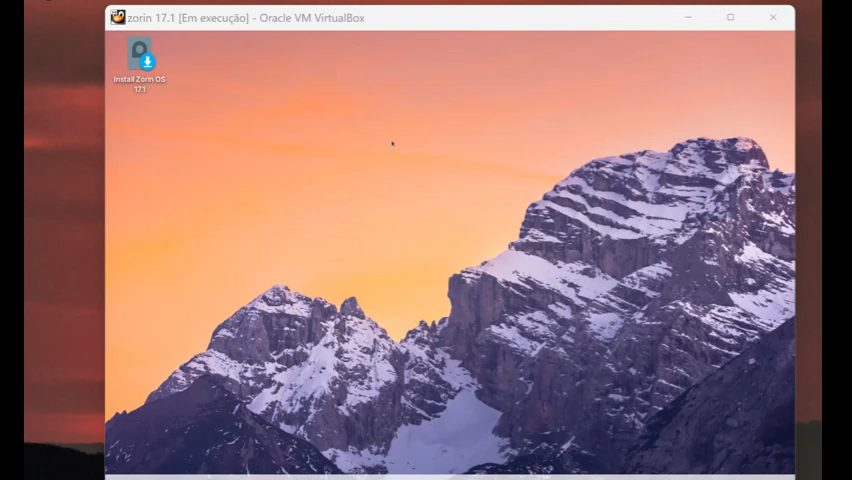 zorin 17.1 [Em execução] - Oracle VM VirtualBox
Install Zorin OS
17.1